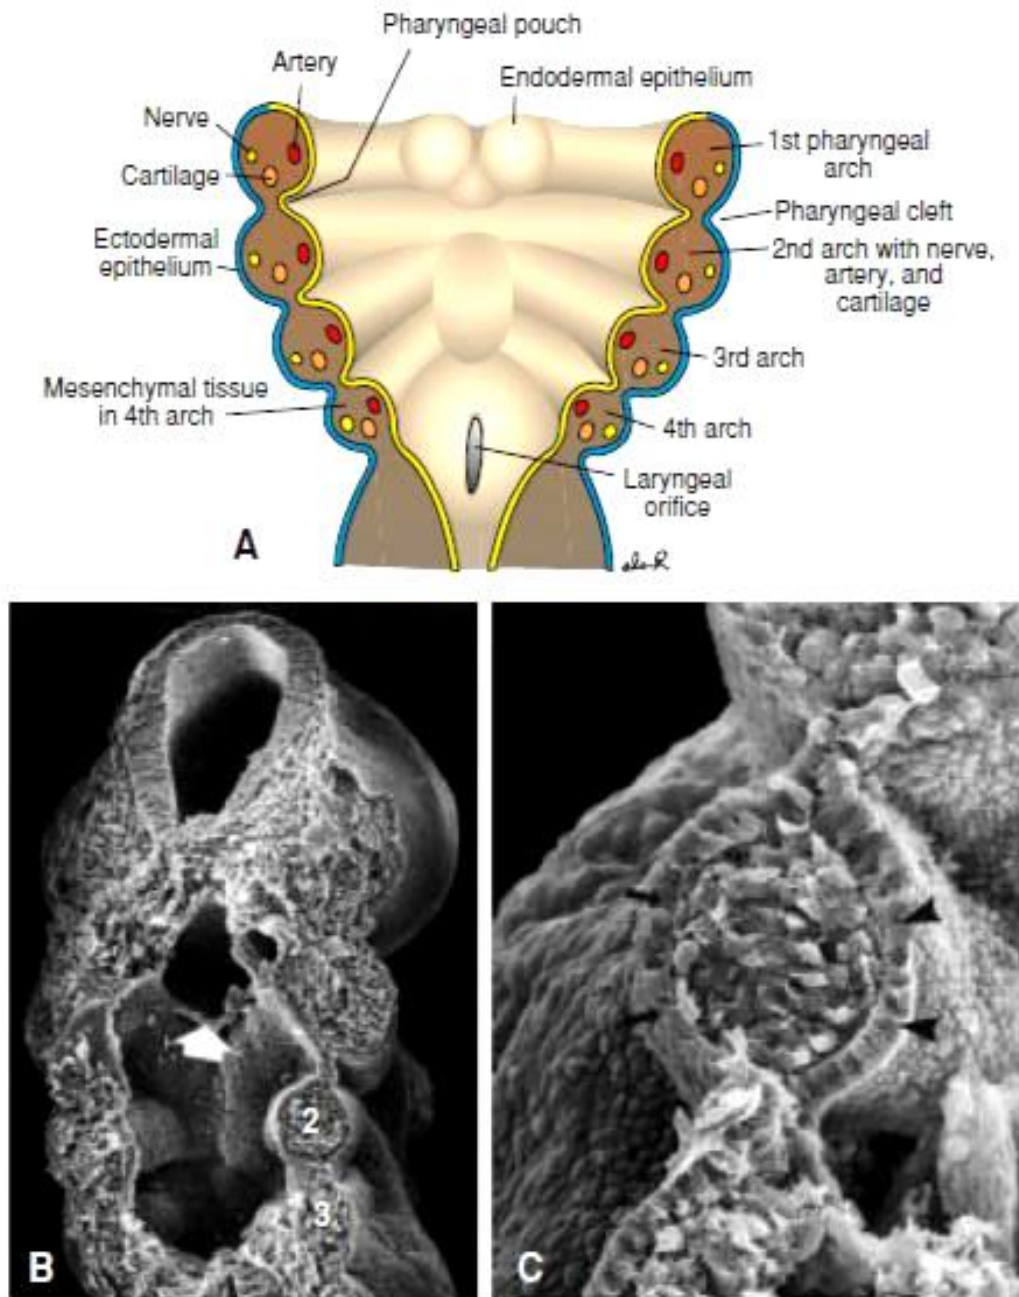 Pharyngeal pouch
Artery
Endodermal epithelium
Nerve
1st pharyngeal
arch
Cartilage
Pharyngeal cleft
Ectodermal
epithelium
2nd arch with nerve,
artery, and
cartilage
3rd arch
Mesenchymal tissue
in 4th arch
4th arch
Laryngeal
orifice
A
2
3
B
C